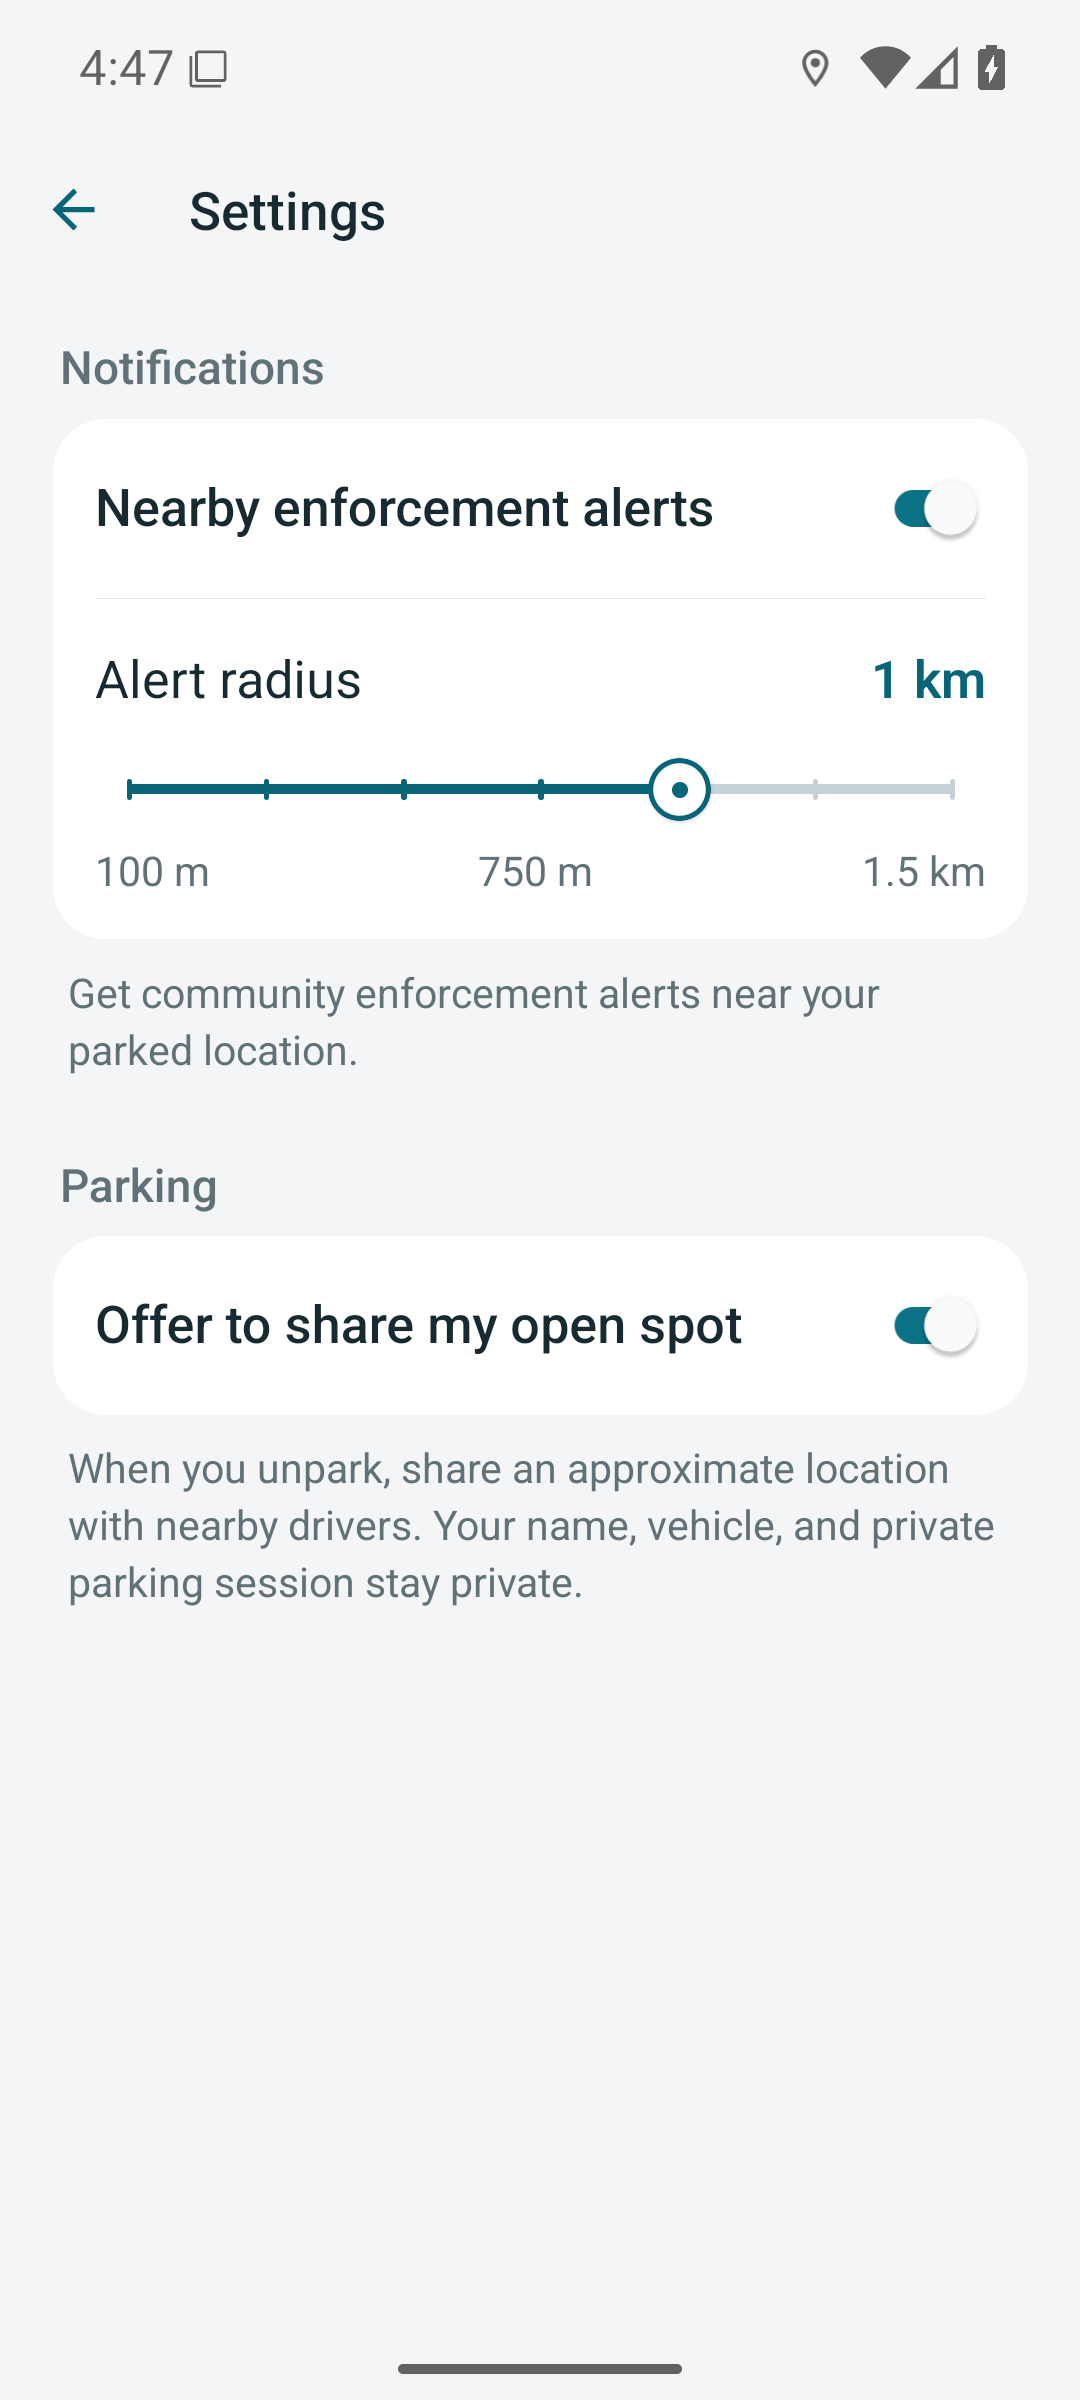 4:47
Settings
Notifications
Nearby enforcement alerts
Alert radius 1 km
100 m 750 m 1.5 km
Get community enforcement alerts near your
parked location.
Parking
Offer to share my open spot
When you unpark, share an approximate location
with nearby drivers. Your name, vehicle, and private
parking session stay private.